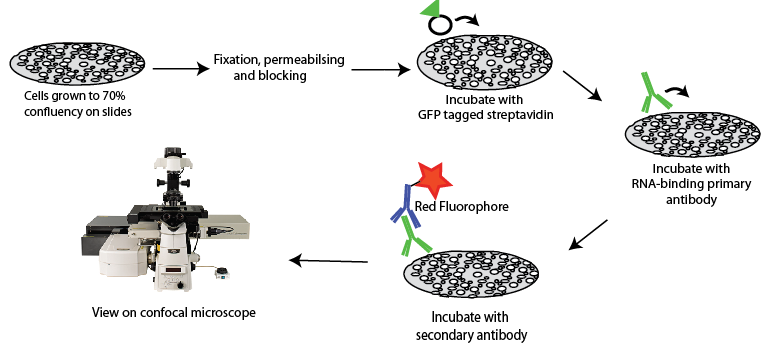 Cells grown to 70%
confluency on slides
Fixation, permeabilsing
and blocking
Incubate with
GFP tagged streptavidin
Incubate with
RNA-binding primary
antibody
Red Fluorophore
Incubate with
secondary antibody
View on confocal microscope